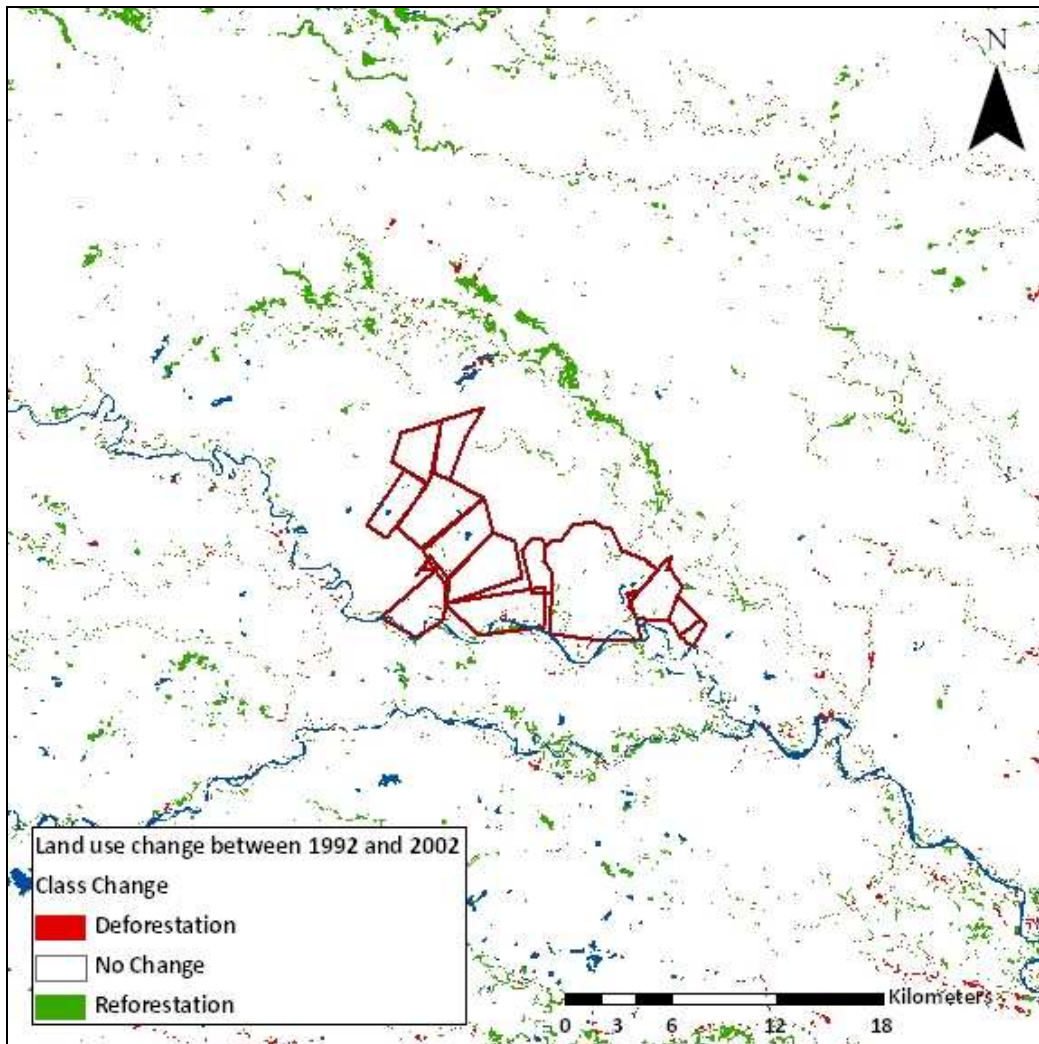 N
Land use change between 1992 and 2002
Class Change
Deforestation
No Change
Reforestation
Kilometers
0 3 6 12 18